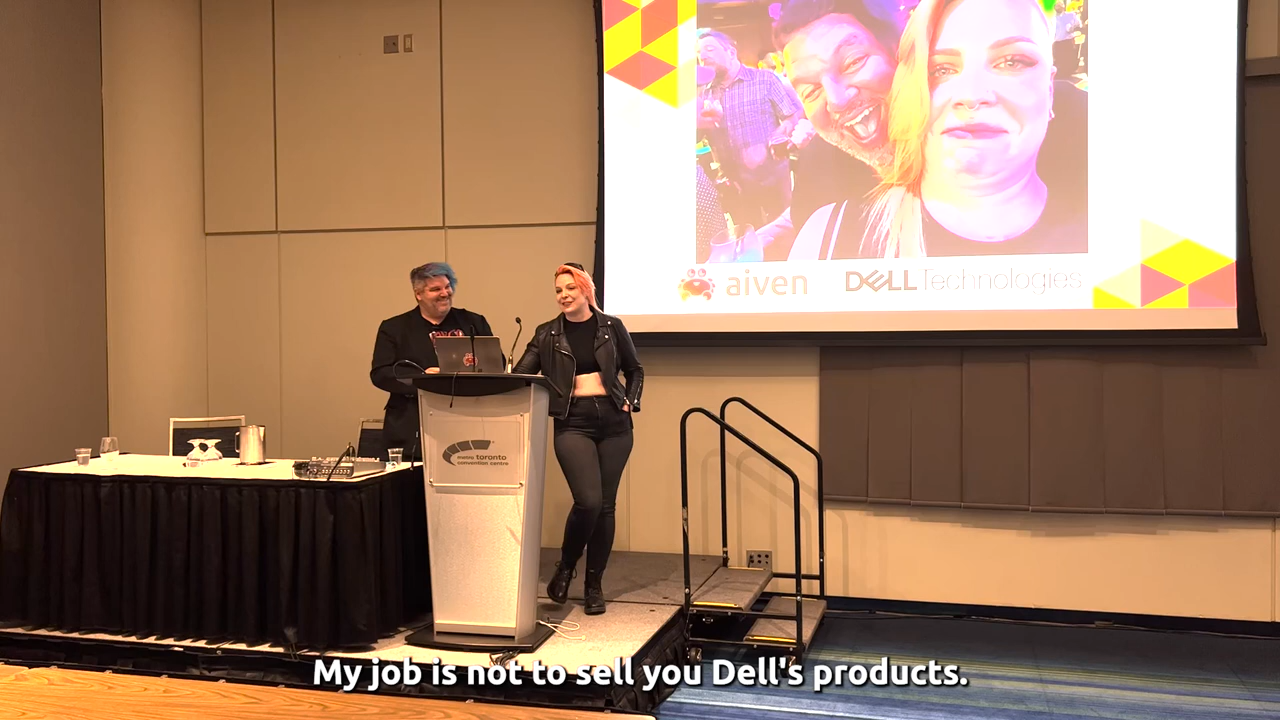 aiven DELL Technologies
metro toronto
convention centre
My job is not to sell you Dell's products.